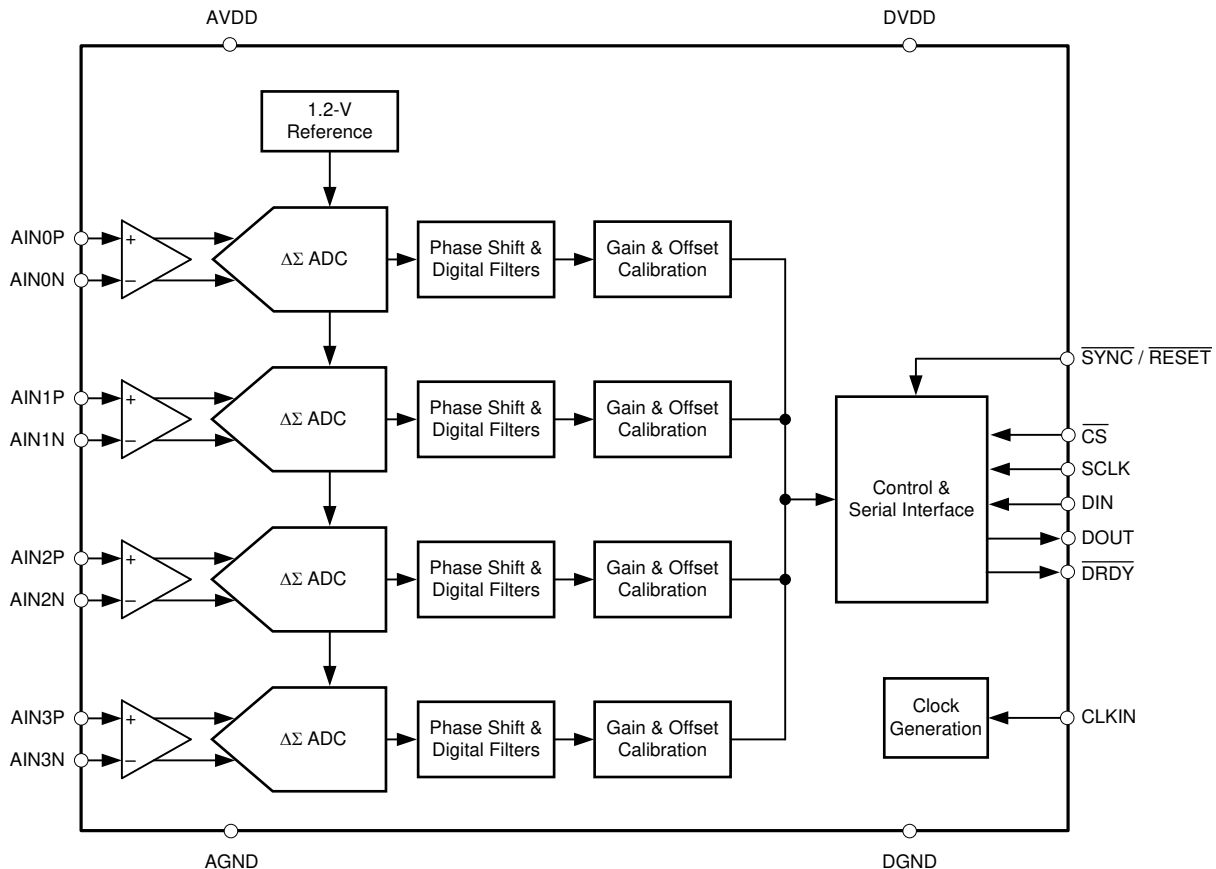 AVDD
DVDD
1.2-V
Reference
AIN0P
+
AIN0N
–
ΔΣ ADC
Phase Shift &
Digital Filters
Gain & Offset
Calibration
SYNC / RESET
AIN1P
+
AIN1N
–
ΔΣ ADC
Phase Shift &
Digital Filters
Gain & Offset
Calibration
CS
SCLK
Control &
Serial Interface
DIN
DOUT
DRDY
AIN2P
+
AIN2N
–
ΔΣ ADC
Phase Shift &
Digital Filters
Gain & Offset
Calibration
AIN3P
+
AIN3N
–
ΔΣ ADC
Phase Shift &
Digital Filters
Gain & Offset
Calibration
Clock
Generation
CLKIN
AGND
DGND